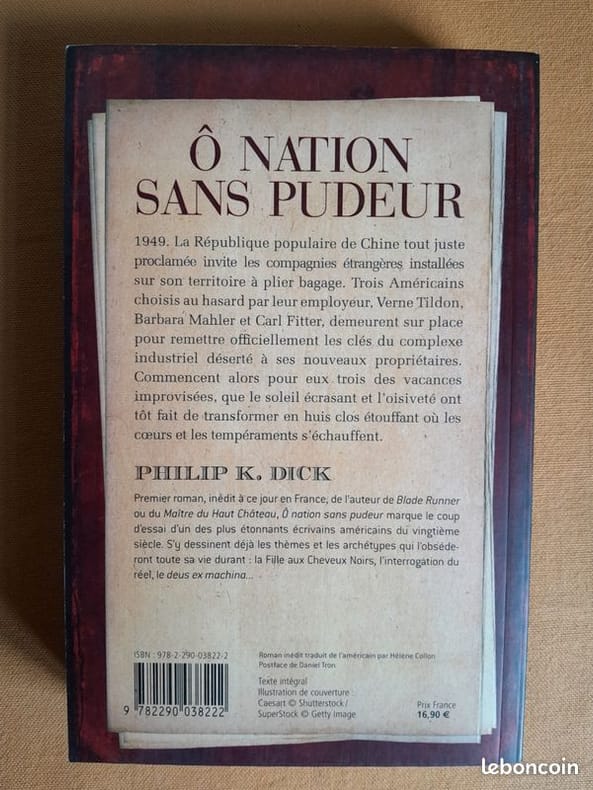 Ô NATION
SANS PUDEUR
1949. La République populaire de Chine tout juste
proclamée invite les compagnies étrangères installées
sur son territoire à plier bagage. Trois Américains
choisis au hasard par leur employeur, Verne Tildon,
Barbara Mahler et Carl Fitter, demeurent sur place
pour remettre officiellement les clés du complexe
industriel déserté à ses nouveaux propriétaires.
Commencent alors pour eux trois des vacances
improvisées, que le soleil écrasant et l'oisiveté ont
tôt fait de transformer en huis clos étouffant où les
cœurs et les tempéraments s'échauffent.
PHILIP K. DICK
Premier roman, inédit à ce jour en France, de l'auteur de Blade Runner
ou du Maître du Haut Château, Ô nation sans pudeur marque le coup
d'essai d'un des plus étonnants écrivains américains du vingtième
siècle. S'y dessinent déjà les thèmes et les archétypes qui l'obséde-
ront toute sa vie durant : la Fille aux Cheveux Noirs, l'interrogation du
réel, le deus ex machina...
ISBN : 978-2-290-03822-2
9 782290 038222
Roman inédit traduit de l'américain par Hélène Collon
Postface de Daniel Tron
Texte intégral
Illustration de couverture :
Caesart © Shutterstock /
SuperStock © Getty Image
Prix France
16,90 €
leboncoin